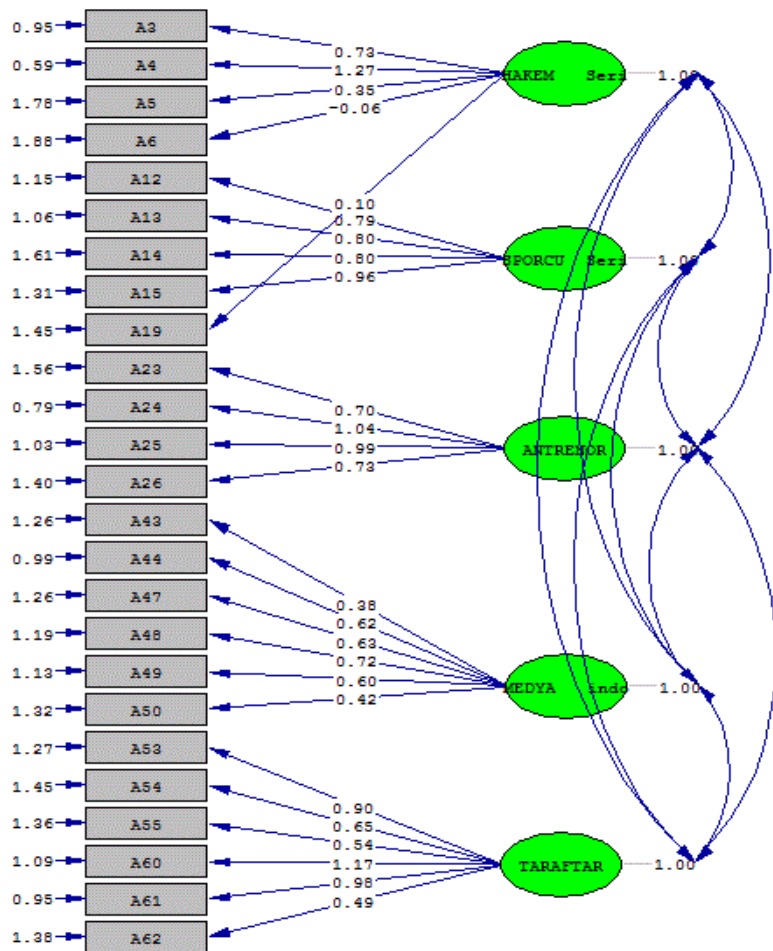 0.95 A3
0.59 A4
1.78 A5
1.88 A6
1.15 A12
1.06 A13
1.61 A14
1.31 A15
1.45 A19
1.56 A23
0.79 A24
1.03 A25
1.40 A26
1.26 A43
0.99 A44
1.26 A47
1.19 A48
1.13 A49
1.32 A50
1.27 A53
1.45 A54
1.36 A55
1.09 A60
0.95 A61
1.38 A62
0.73
1.27
0.35
-0.06
0.10
0.79
0.80
0.80
0.96
0.70
1.04
0.99
0.73
0.38
0.62
0.63
0.72
0.60
0.42
0.90
0.65
0.54
1.17
0.98
0.49
HAKEM Seri 1.00
SPORCU Seri 1.00
ANTRENOR 1.00
MEDYA indo 1.00
TARAFTAR 1.00